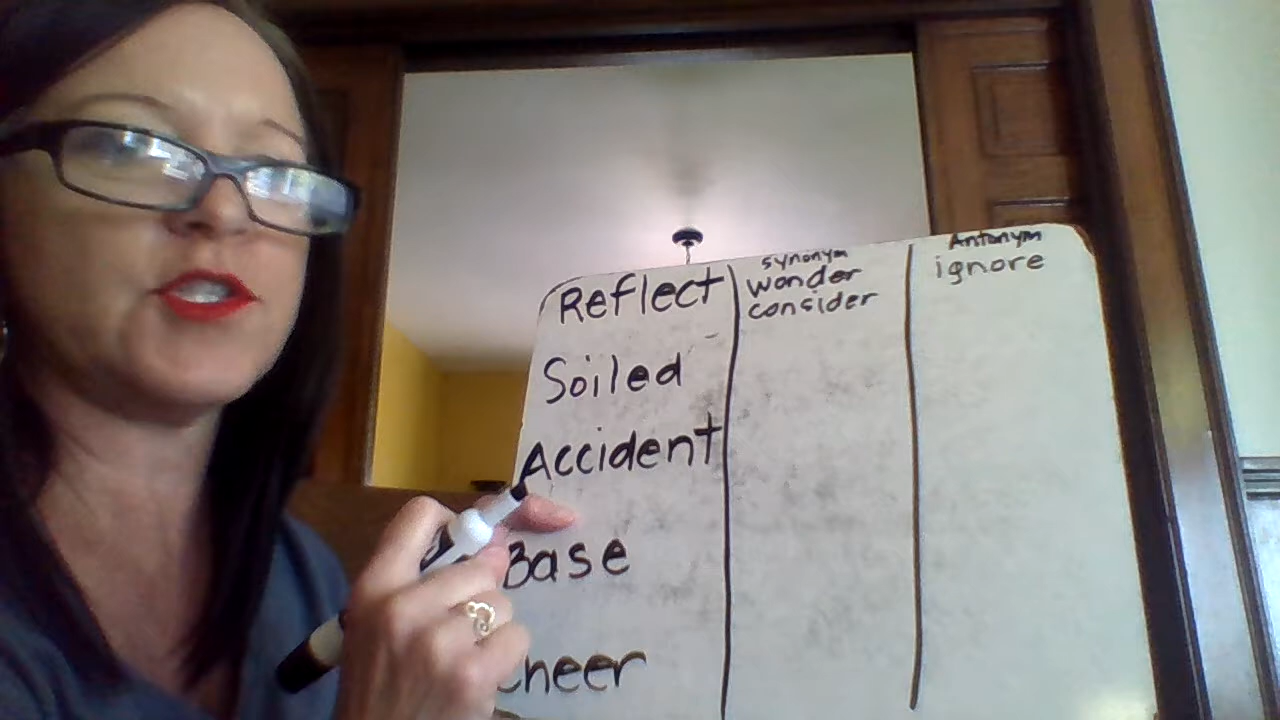 Reflect
synonym
wonder
consider
Antonym
ignore
Soiled
Accident
Base
Cheer